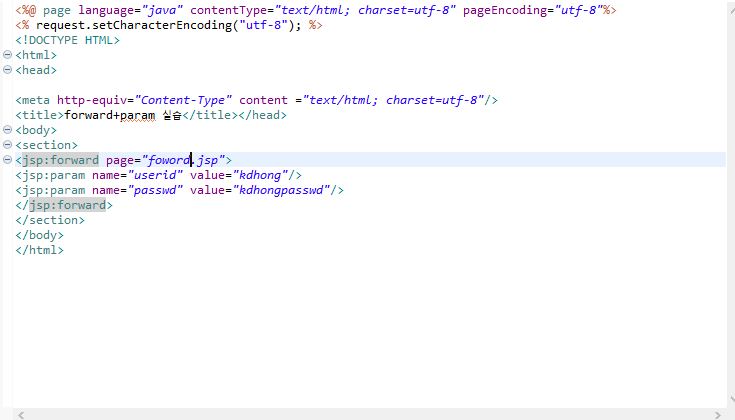 <%@ page language="java" contentType="text/html; charset=utf-8" pageEncoding="utf-8"%>
<% request.setCharacterEncoding("utf-8"); %>
<!DOCTYPE HTML>
<html>
<head>
<meta http-equiv="Content-Type" content ="text/html; charset=utf-8"/>
<title>forward+param 실습</title></head>
<body>
<section>
<jsp:forward page="foword.jsp">
<jsp:param name="userid" value="kdhong"/>
<jsp:param name="passwd" value="kdhongpasswd"/>
</jsp:forward>
</section>
</body>
</html>